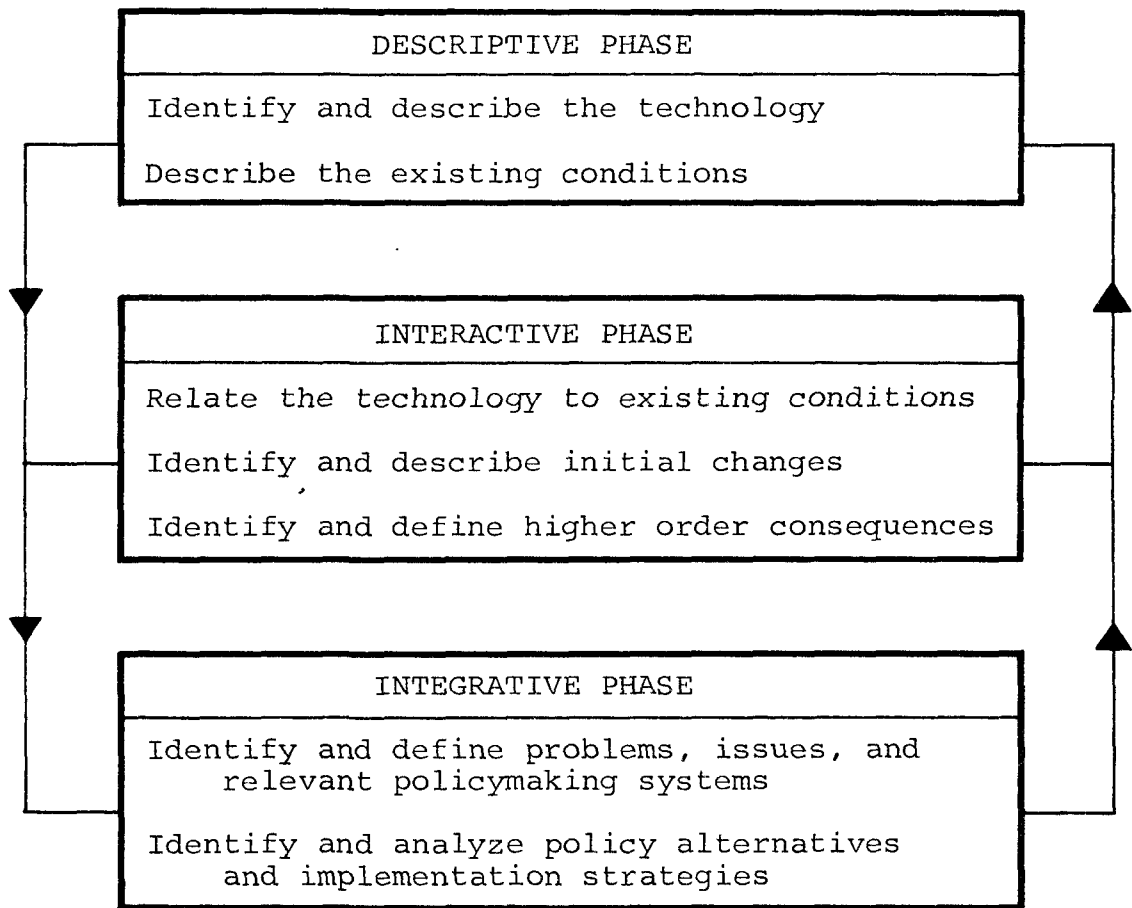 DESCRIPTIVE PHASE
Identify and describe the technology
Describe the existing conditions
INTERACTIVE PHASE
Relate the technology to existing conditions
Identify and describe initial changes
Identify and define higher order consequences
INTEGRATIVE PHASE
Identify and define problems, issues, and
relevant policymaking systems
Identify and analyze policy alternatives
and implementation strategies